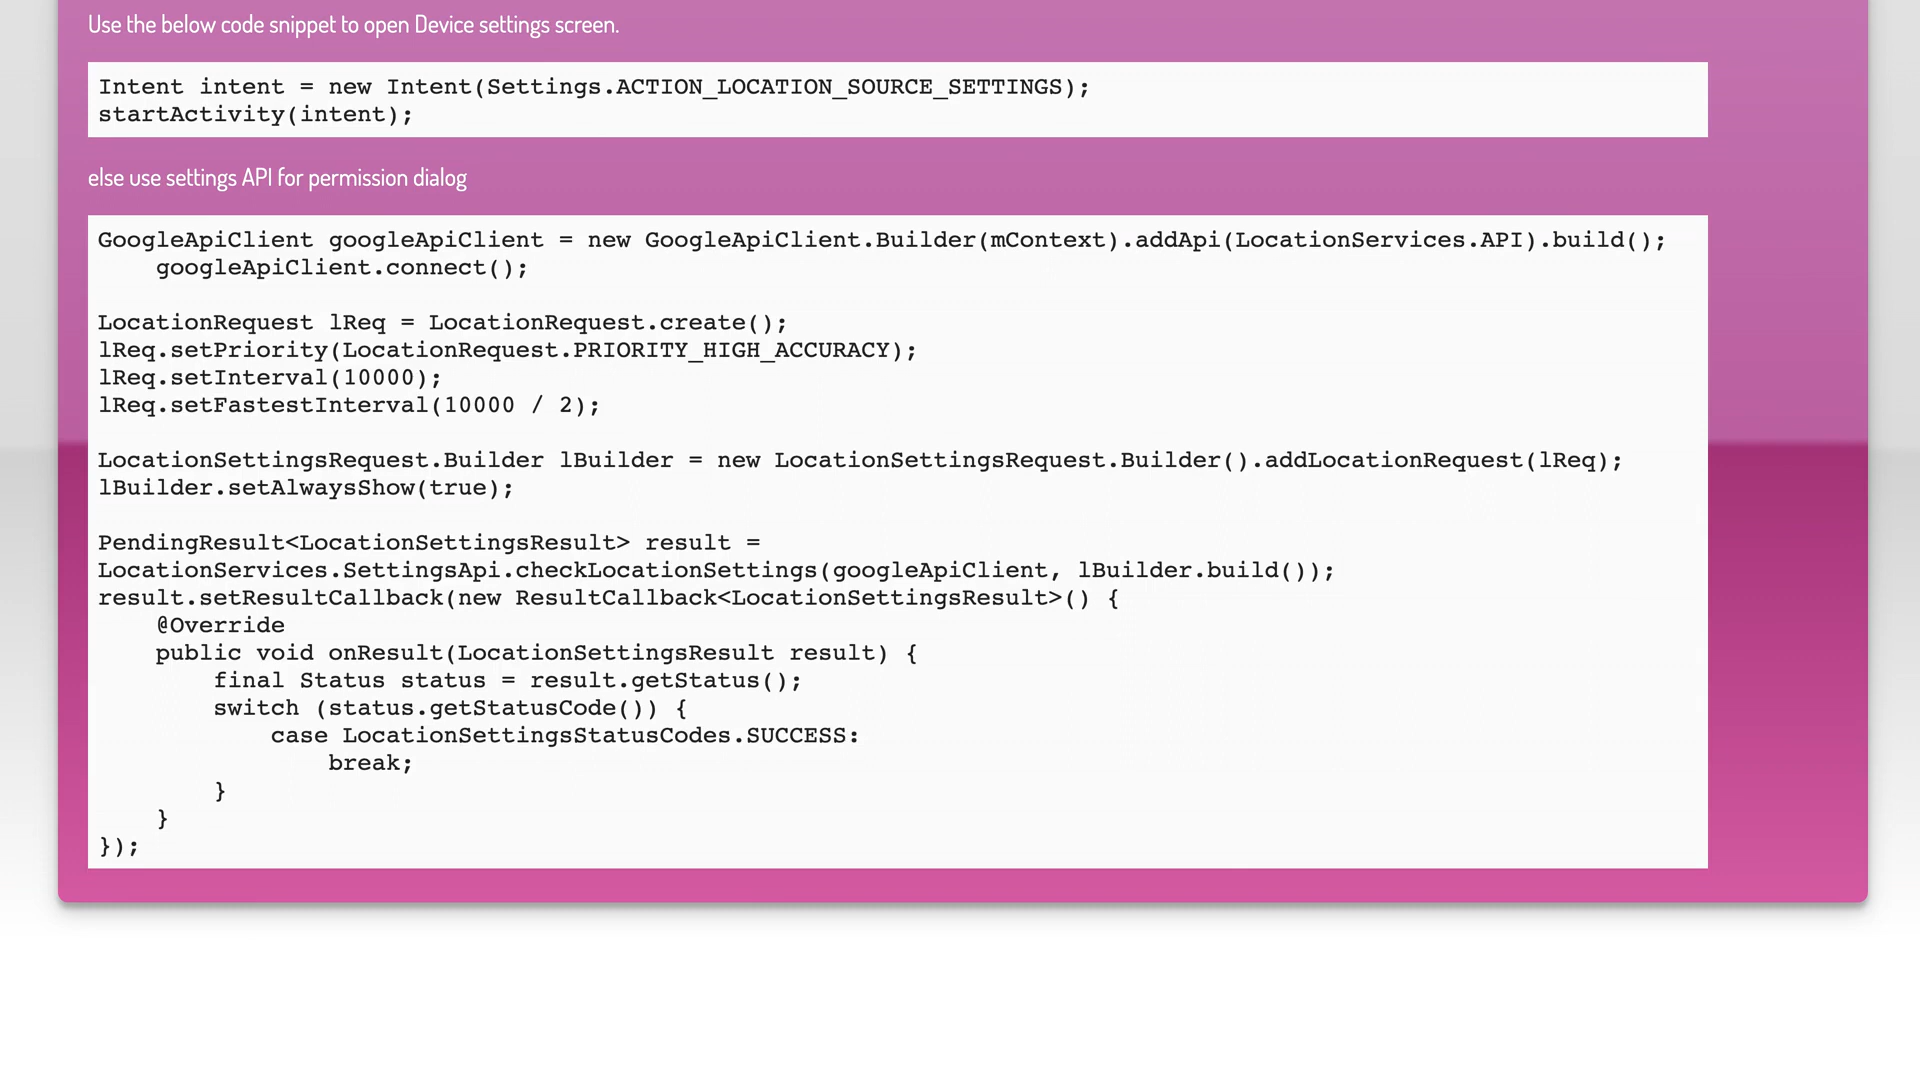 Use the below code snippet to open Device settings screen.
Intent intent = new Intent(Settings.ACTION_LOCATION_SOURCE_SETTINGS);
startActivity(intent);
else use settings API for permission dialog
GoogleApiClient googleApiClient = new GoogleApiClient.Builder(mContext).addApi(LocationServices.API).build();
    googleApiClient.connect();
LocationRequest lReq = LocationRequest.create();
lReq.setPriority(LocationRequest.PRIORITY_HIGH_ACCURACY);
lReq.setInterval(10000);
lReq.setFastestInterval(10000 / 2);
LocationSettingsRequest.Builder lBuilder = new LocationSettingsRequest.Builder().addLocationRequest(lReq);
lBuilder.setAlwaysShow(true);
PendingResult<LocationSettingsResult> result =
LocationServices.SettingsApi.checkLocationSettings(googleApiClient, lBuilder.build());
result.setResultCallback(new ResultCallback<LocationSettingsResult>() {
    @Override
    public void onResult(LocationSettingsResult result) {
        final Status status = result.getStatus();
        switch (status.getStatusCode()) {
            case LocationSettingsStatusCodes.SUCCESS:
                break;
        }
    }
});